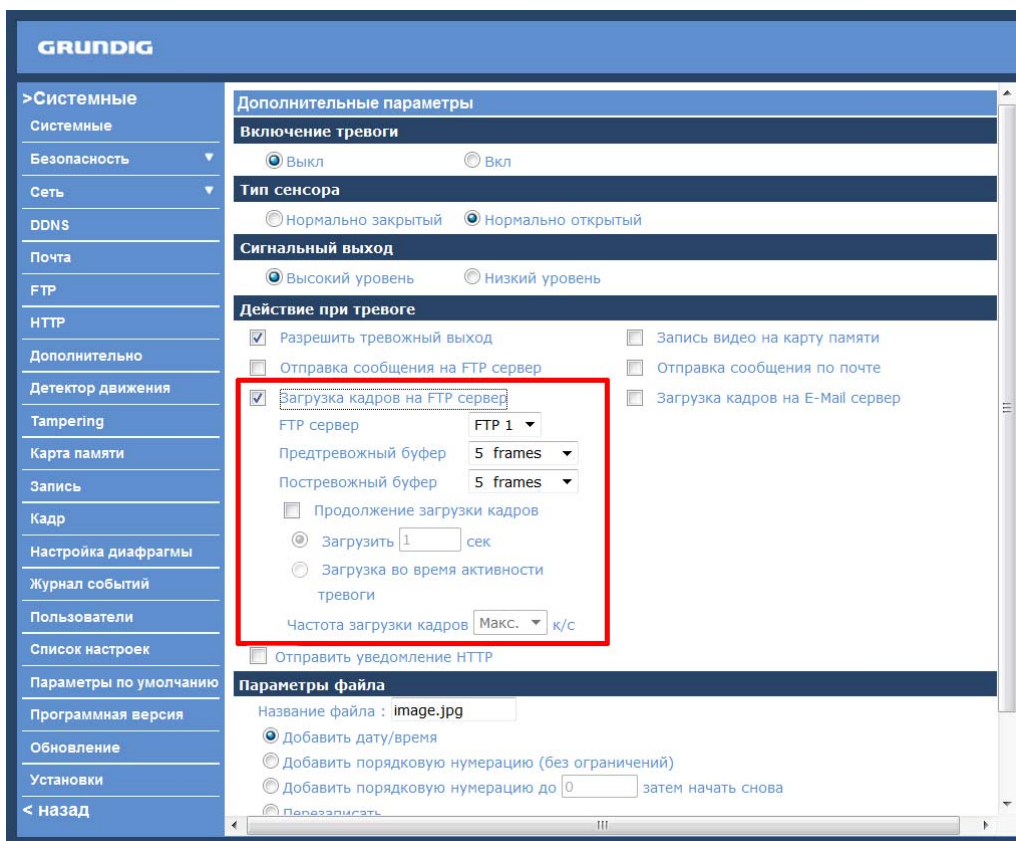 GRUNDIG
>Системные
Системные
Безопасность
Сеть
DDNS
Почта
FTP
HTTP
Дополнительно
Детектор движения
Tampering
Карта памяти
Запись
Кадр
Настройка диафрагмы
Журнал событий
Пользователи
Список настроек
Параметры по умолчанию
Программная версия
Обновление
Установки
< назад
Дополнительные параметры
Включение тревоги
Выкл Вкл
Тип сенсора
Нормально закрытый Нормально открытый
Сигнальный выход
Высокий уровень Низкий уровень
Действие при тревоге
Разрешить тревожный выход Запись видео на карту памяти
Отправка сообщения на FTP сервер Отправка сообщения по почте
Загрузка кадров на FTP сервер Загрузка кадров на E-Mail сервер
FTP сервер FTP 1
Предтревожный буфер 5 frames
Постревожный буфер 5 frames
Продолжение загрузки кадров
Загрузить 1 сек
Загрузка во время активности
тревоги
Частота загрузки кадров Макс. к/с
Отправить уведомление HTTP
Параметры файла
Название файла : image.jpg
Добавить дату/время
Добавить порядковую нумерацию (без ограничений)
Добавить порядковую нумерацию до 0 затем начать снова
Перезаписать